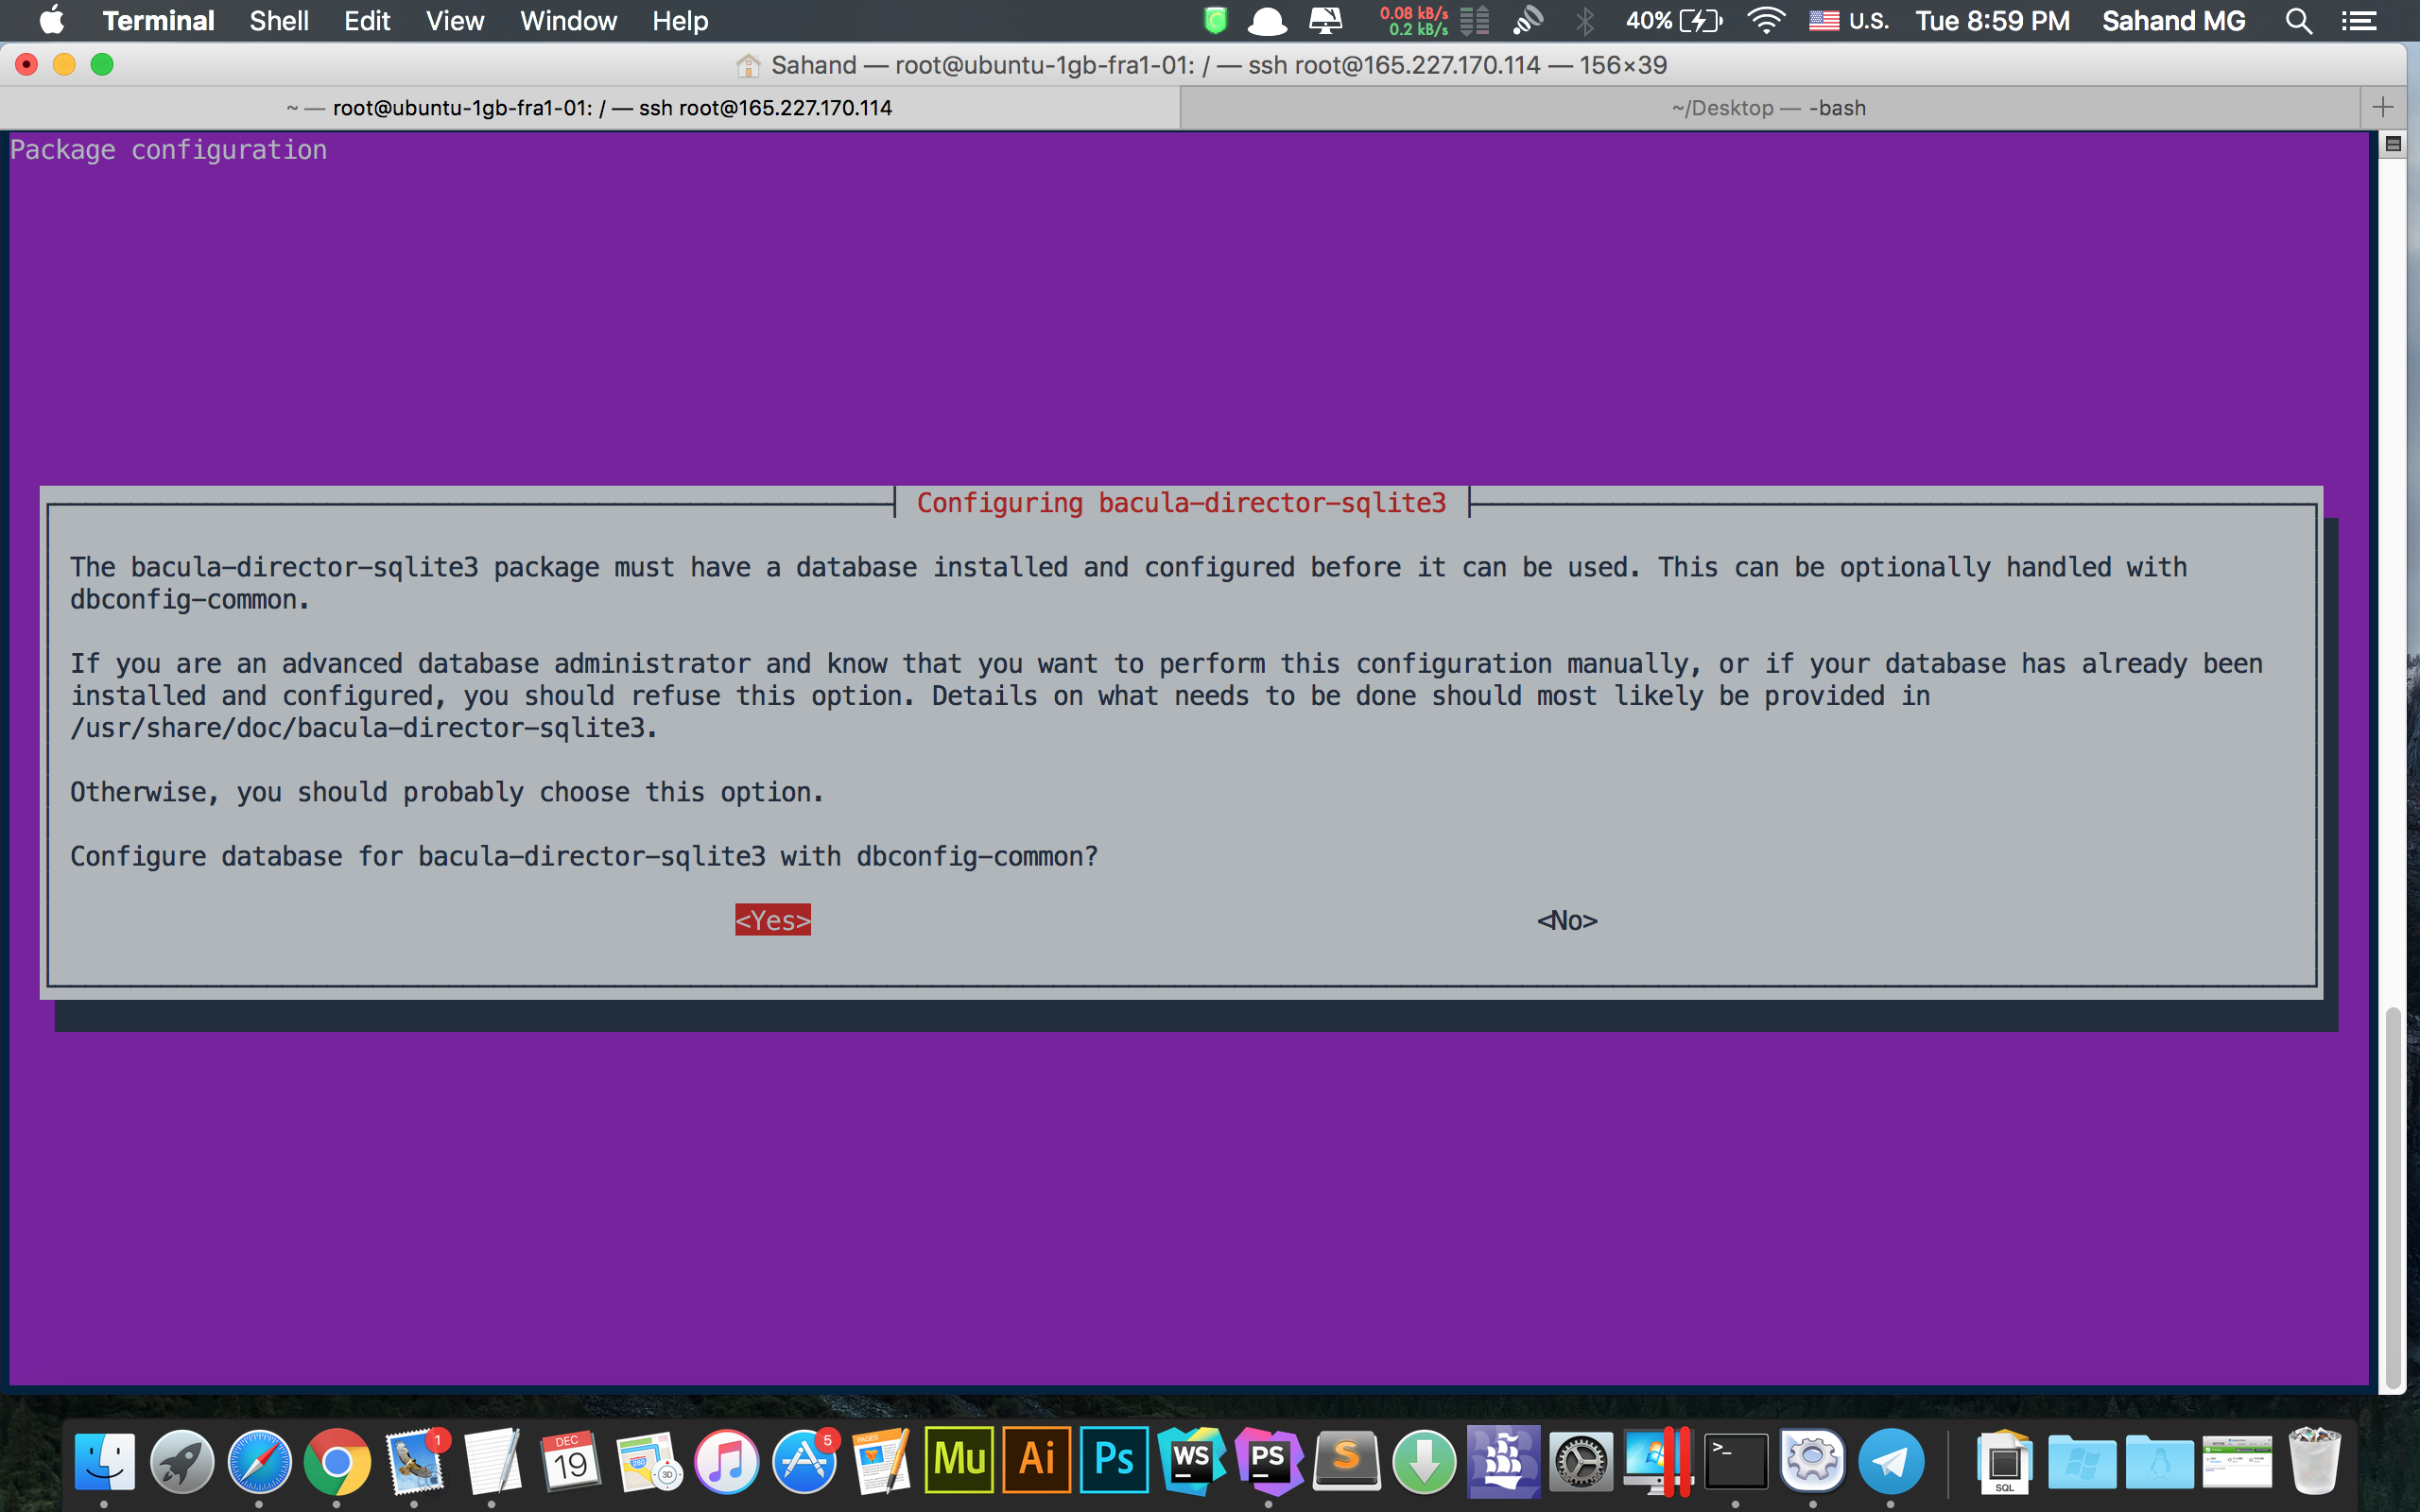 Terminal Shell Edit View Window Help 0.08 kB/s 0.2 kB/s 40% U.S. Tue 8:59 PM Sahand MG
Sahand — root@ubuntu-1gb-fra1-01: / — ssh root@165.227.170.114 — 156×39
~ — root@ubuntu-1gb-fra1-01: / — ssh root@165.227.170.114 ~/Desktop — -bash
Package configuration
Configuring bacula-director-sqlite3
The bacula-director-sqlite3 package must have a database installed and configured before it can be used. This can be optionally handled with
dbconfig-common.
If you are an advanced database administrator and know that you want to perform this configuration manually, or if your database has already been
installed and configured, you should refuse this option. Details on what needs to be done should most likely be provided in
/usr/share/doc/bacula-director-sqlite3.
Otherwise, you should probably choose this option.
Configure database for bacula-director-sqlite3 with dbconfig-common?
<Yes> <No>
1 DEC 19 280 3D 5 PAGES Mu Ai Ps WS PS S >_ SQL